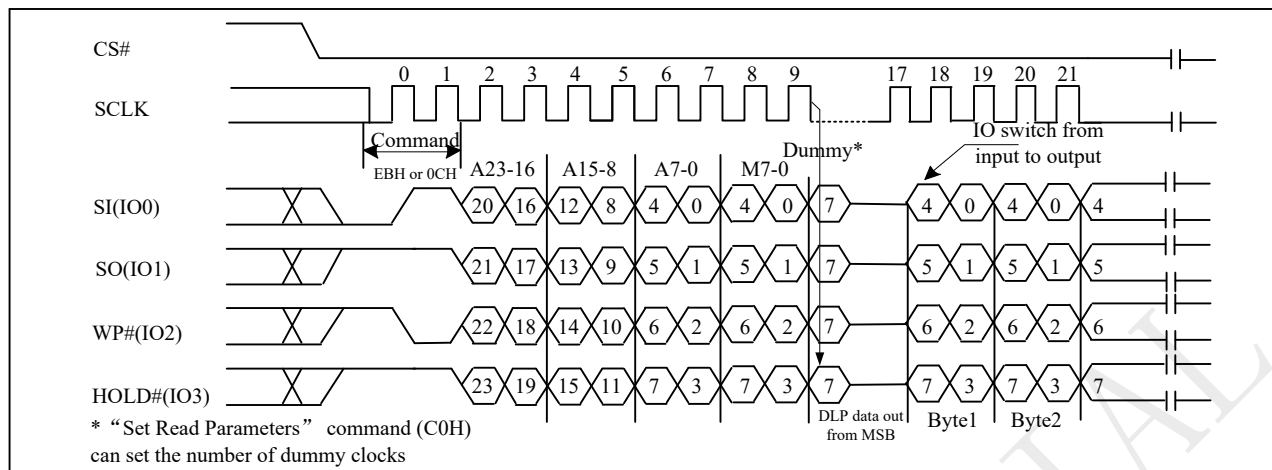 CS#
0 1 2 3 4 5 6 7 8 9 17 18 19 20 21
SCLK
Command
Dummy*
IO switch from
input to output
EBH or 0CH
A23-16 A15-8 A7-0 M7-0
SI(IO0) 20 16 12 8 4 0 4 0 7 4 0 4 0 4
SO(IO1) 21 17 13 9 5 1 5 1 7 5 1 5 1 5
WP#(IO2) 22 18 14 10 6 2 6 2 7 6 2 6 2 6
HOLD#(IO3) 23 19 15 11 7 3 7 3 7 7 3 7 3 7
DLP data out
from MSB
Byte1 Byte2
* “Set Read Parameters” command (C0H)
can set the number of dummy clocks